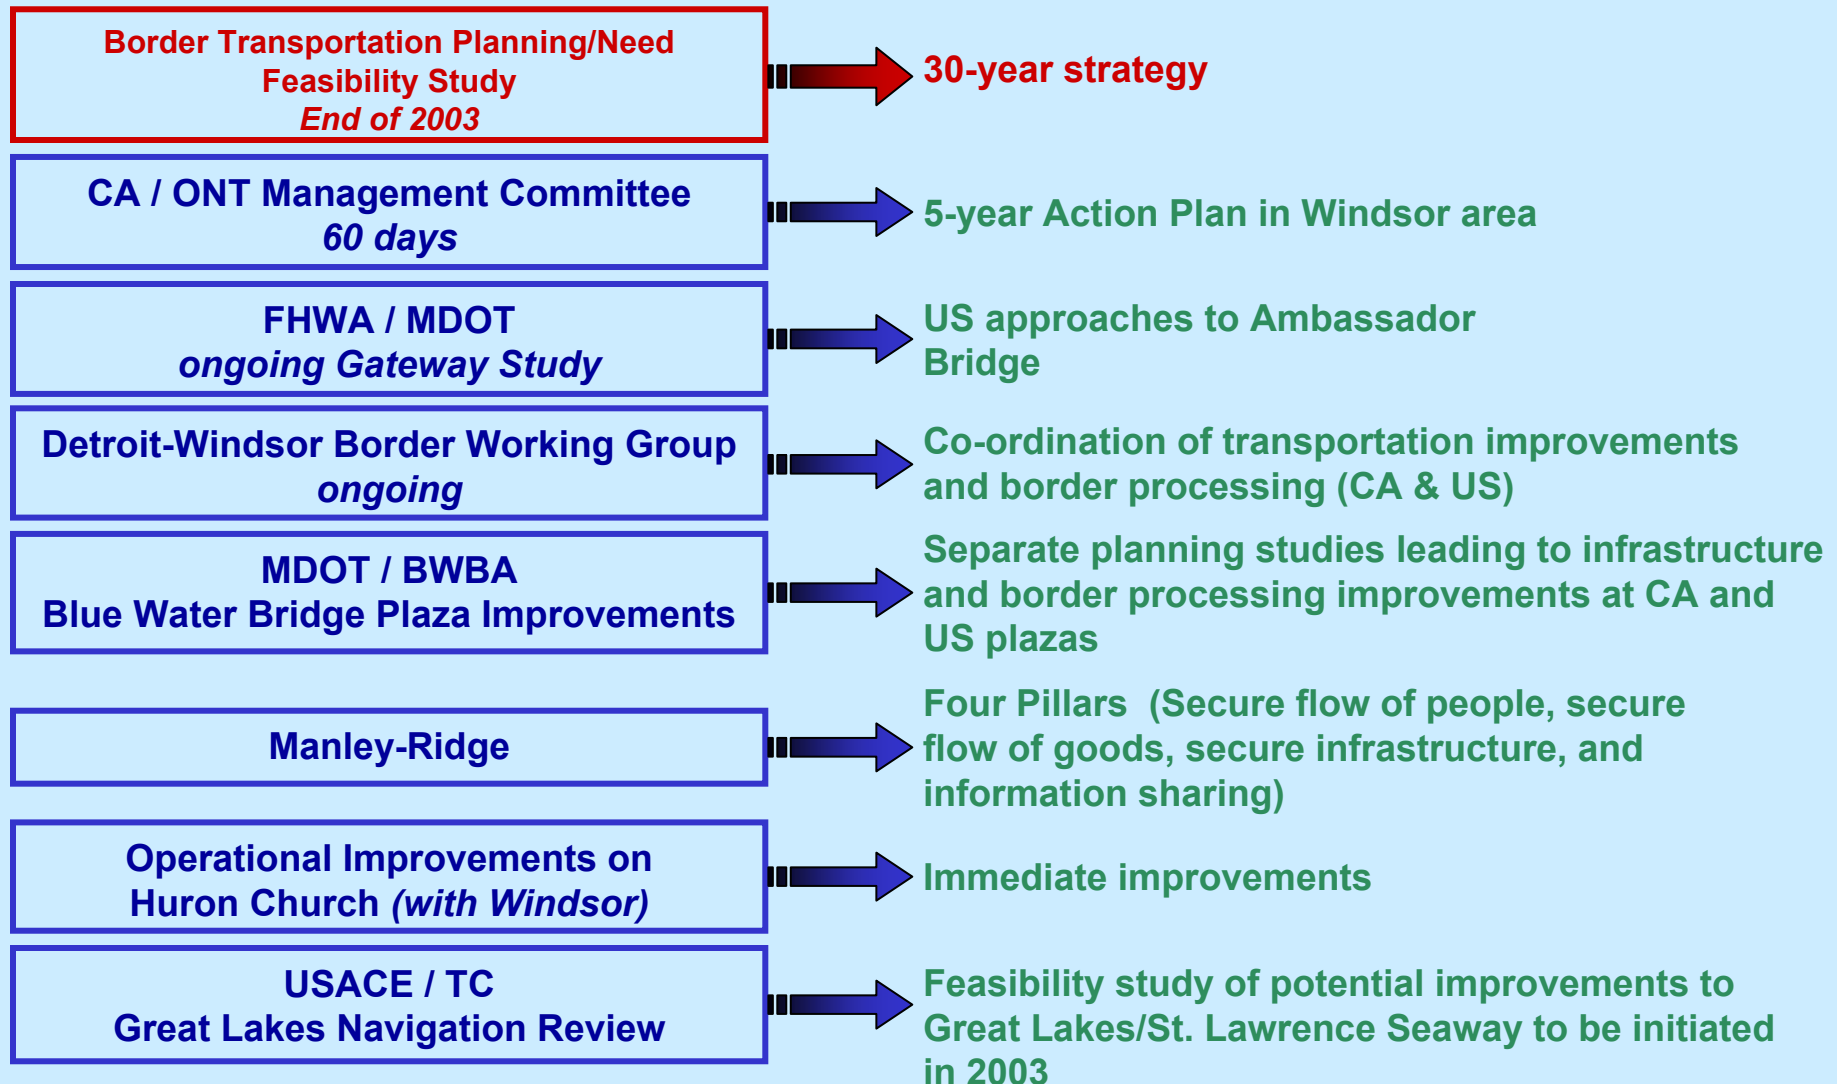 Border Transportation Planning/Need
Feasibility Study
End of 2003
30-year strategy
CA / ONT Management Committee
60 days
5-year Action Plan in Windsor area
FHWA / MDOT
ongoing Gateway Study
US approaches to Ambassador
Bridge
Detroit-Windsor Border Working Group
ongoing
Co-ordination of transportation improvements
and border processing (CA & US)
MDOT / BWBA
Blue Water Bridge Plaza Improvements
Separate planning studies leading to infrastructure
and border processing improvements at CA and
US plazas
Manley-Ridge
Four Pillars (Secure flow of people, secure
flow of goods, secure infrastructure, and
information sharing)
Operational Improvements on
Huron Church (with Windsor)
Immediate improvements
USACE / TC
Great Lakes Navigation Review
Feasibility study of potential improvements to
Great Lakes/St. Lawrence Seaway to be initiated
in 2003